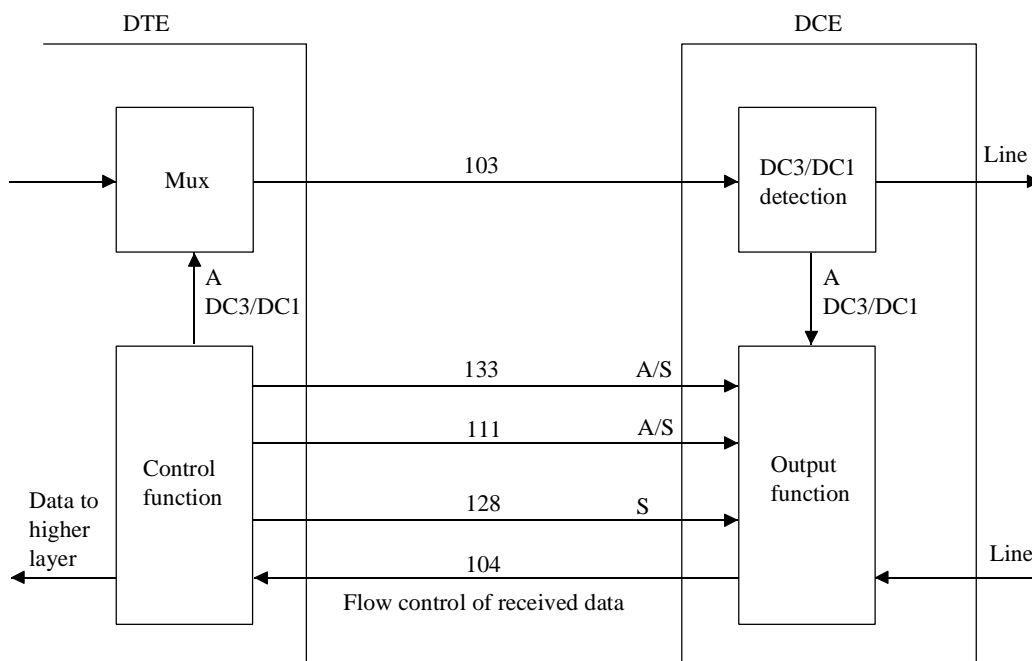 DTE
DCE
Mux
103
DC3/DC1
detection
Line
A
DC3/DC1
A
DC3/DC1
133
A/S
111
A/S
Control
function
Output
function
Data to
higher
layer
128
S
104
Line
Flow control of received data